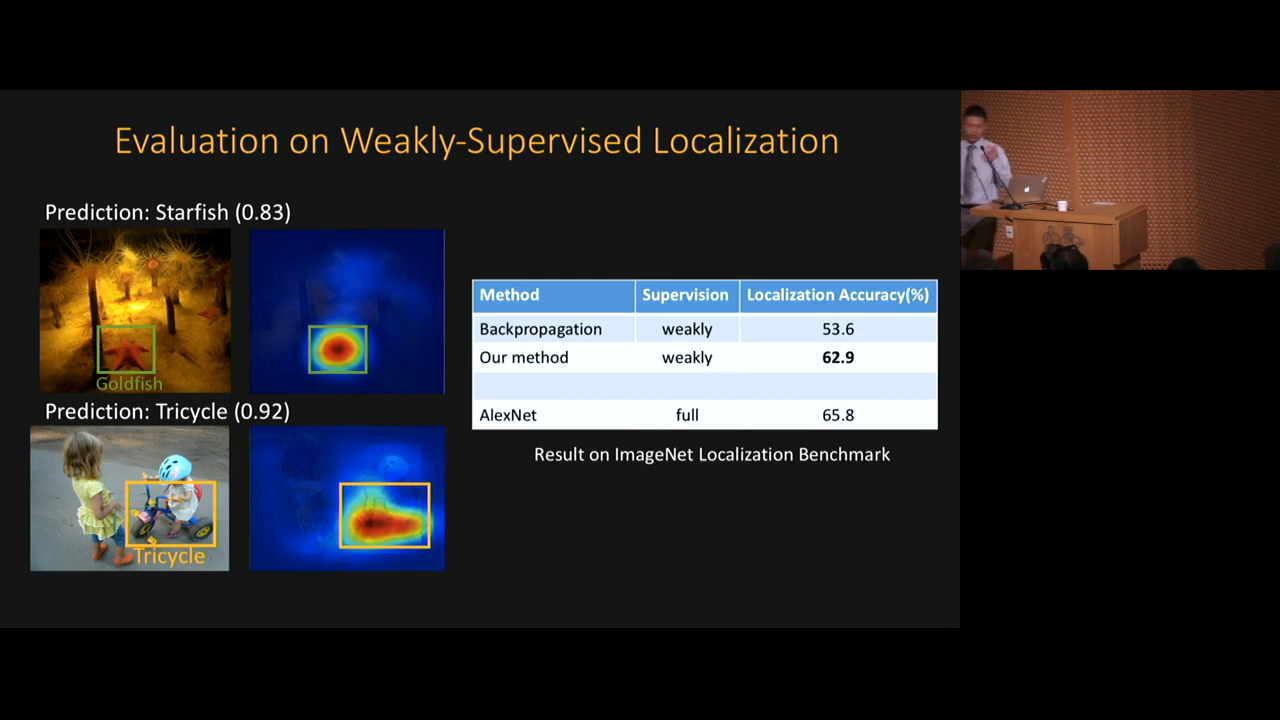 Evaluation on Weakly-Supervised Localization
Prediction: Starfish (0.83)
Goldfish
Prediction: Tricycle (0.92)
Tricycle
Method Supervision Localization Accuracy(%)
Backpropagation weakly 53.6
Our method weakly 62.9
AlexNet full 65.8
Result on ImageNet Localization Benchmark